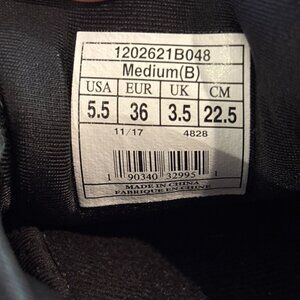 1202621B048
Medium(B)
USA EUR UK CM
5.5 36 3.5 22.5
11/17 4828
1 90340 32995 1
MADE IN CHINA
FABRIQUE EN CHINE